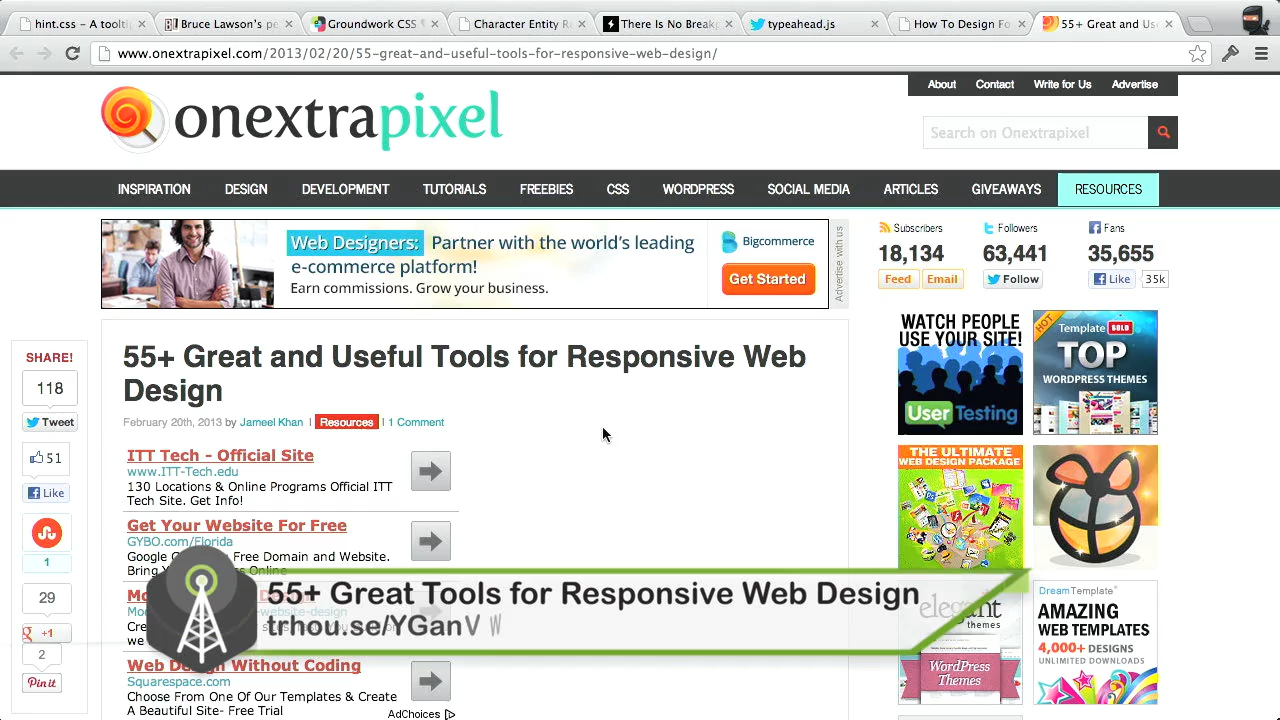 hint.css - A toolti
Bruce Lawson's pe
Groundwork CSS
Character Entity Re
There Is No Breakp
typeahead.js
How To Design Fo
55+ Great and Use
www.onextrapixel.com/2013/02/20/55-great-and-useful-tools-for-responsive-web-design/
About Contact Write for Us Advertise
onextrapixel
Search on Onextrapixel
INSPIRATION DESIGN DEVELOPMENT TUTORIALS FREEBIES CSS WORDPRESS SOCIAL MEDIA ARTICLES GIVEAWAYS RESOURCES
Web Designers: Partner with the world's leading
e-commerce platform!
Earn commissions. Grow your business.
Bigcommerce
Get Started
Advertise with us
Subscribers Followers Fans
18,134 63,441 35,655
Feed Email Follow Like 35k
SHARE!
118
Tweet
51
Like
1
29
+1
2
Pin it
55+ Great and Useful Tools for Responsive Web
Design
February 20th, 2013 by Jameel Khan | Resources | 1 Comment
ITT Tech - Official Site
www.ITT-Tech.edu
130 Locations & Online Programs Official ITT
Tech Site. Get Info!
Get Your Website For Free
GYBO.com/Florida
Free Domain and Website.
Web Design Without Coding
Squarespace.com
Choose From One Of Our Templates & Create
A Beautiful Site- Free Trial
AdChoices
WATCH PEOPLE
USE YOUR SITE!
User Testing
HOT
Template SOLD
TOP
WORDPRESS THEMES
THE ULTIMATE
WEB DESIGN PACKAGE
elegant
themes
WordPress
Themes
DreamTemplate
AMAZING
WEB TEMPLATES
4,000+ DESIGNS
UNLIMITED DOWNLOADS
55+ Great Tools for Responsive Web Design
trhou.se/YGanV W